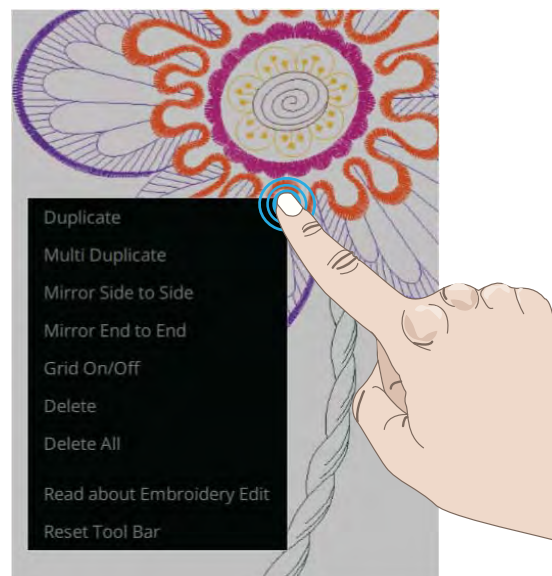 Duplicate
Multi Duplicate
Mirror Side to Side
Mirror End to End
Grid On/Off
Delete
Delete All
Read about Embroidery Edit
Reset Tool Bar